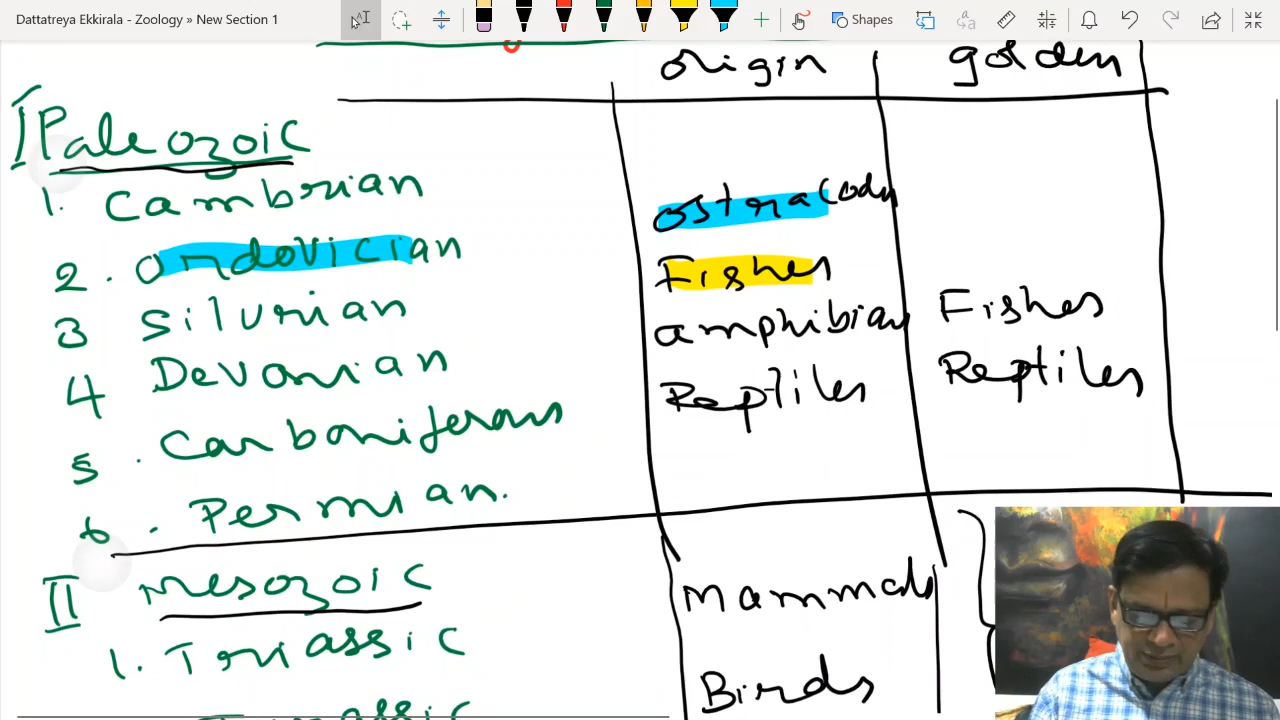 Dattatreya Ekkirala - Zoology » New Section 1
Shapes
origin golden
I Paleozoic
1. Cambrian
ostracodn
2. ordovician
Fishes
3 Silurian
amphibian
Fishes
4 Devonian
Reptiles
Reptiles
5. Carboniferous
6. Permian.
II Mesozoic
Mammals
1. Triassic
Birds